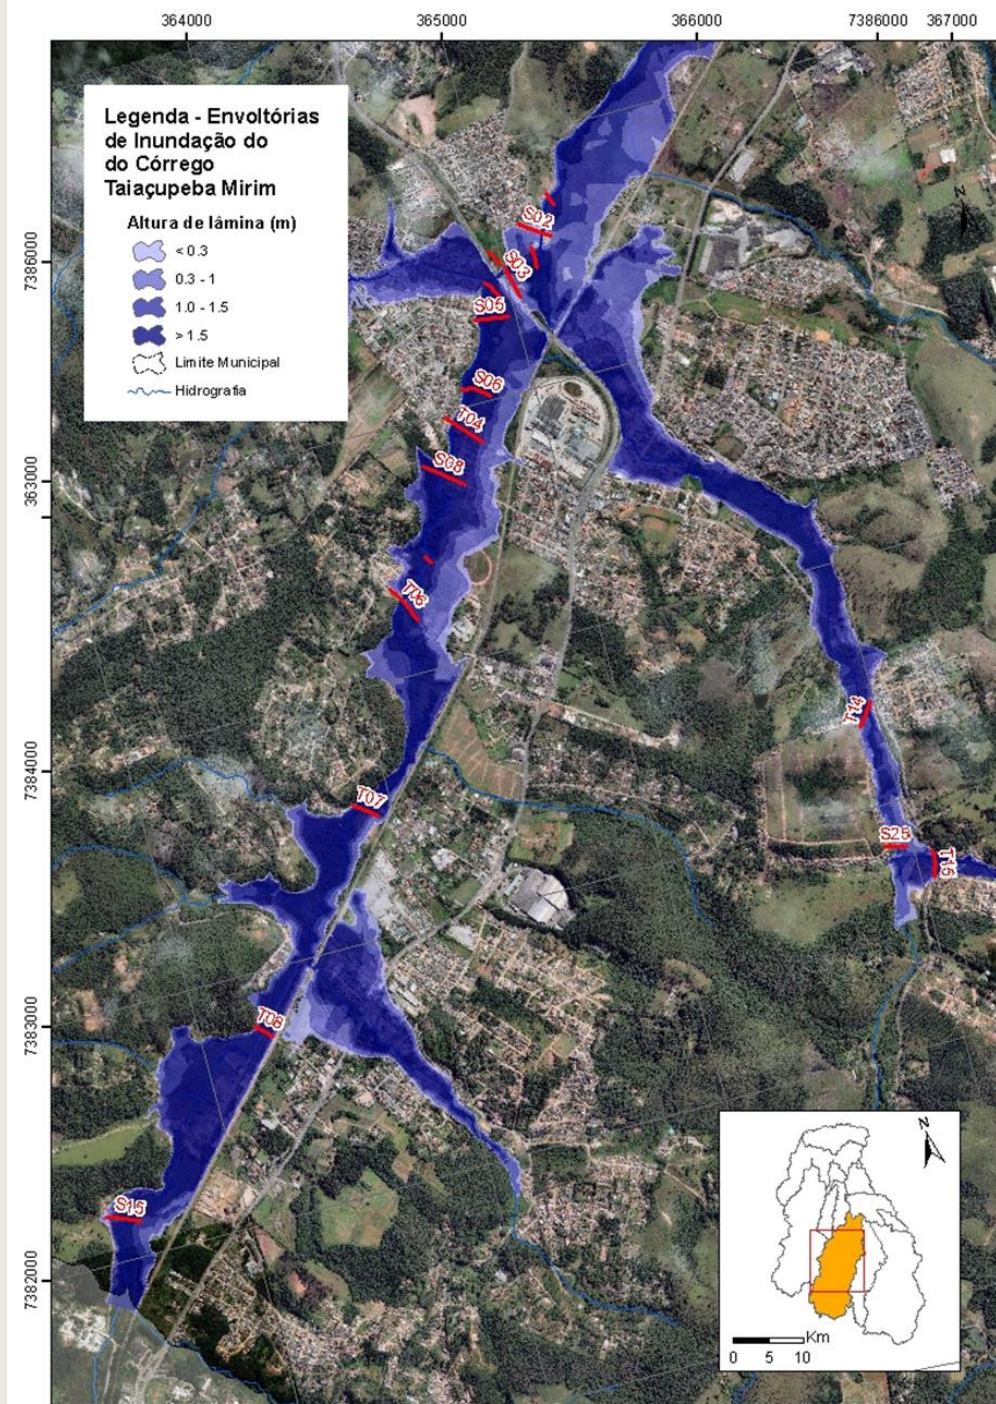 364000
365000
366000
7386000
367000
Legenda - Envoltórias
de Inundação do
do Córrego
Taiaçupeba Mirim
Altura de lâmina (m)
< 0.3
0.3 - 1
1.0 - 1.5
> 1.5
Limite Municipal
Hidrografia
N
7386000
363000
7384000
7383000
7382000
S02
S03
S05
S06
T04
S08
T06
T14
T07
S25
T15
T08
S15
N
Km
0 5 10